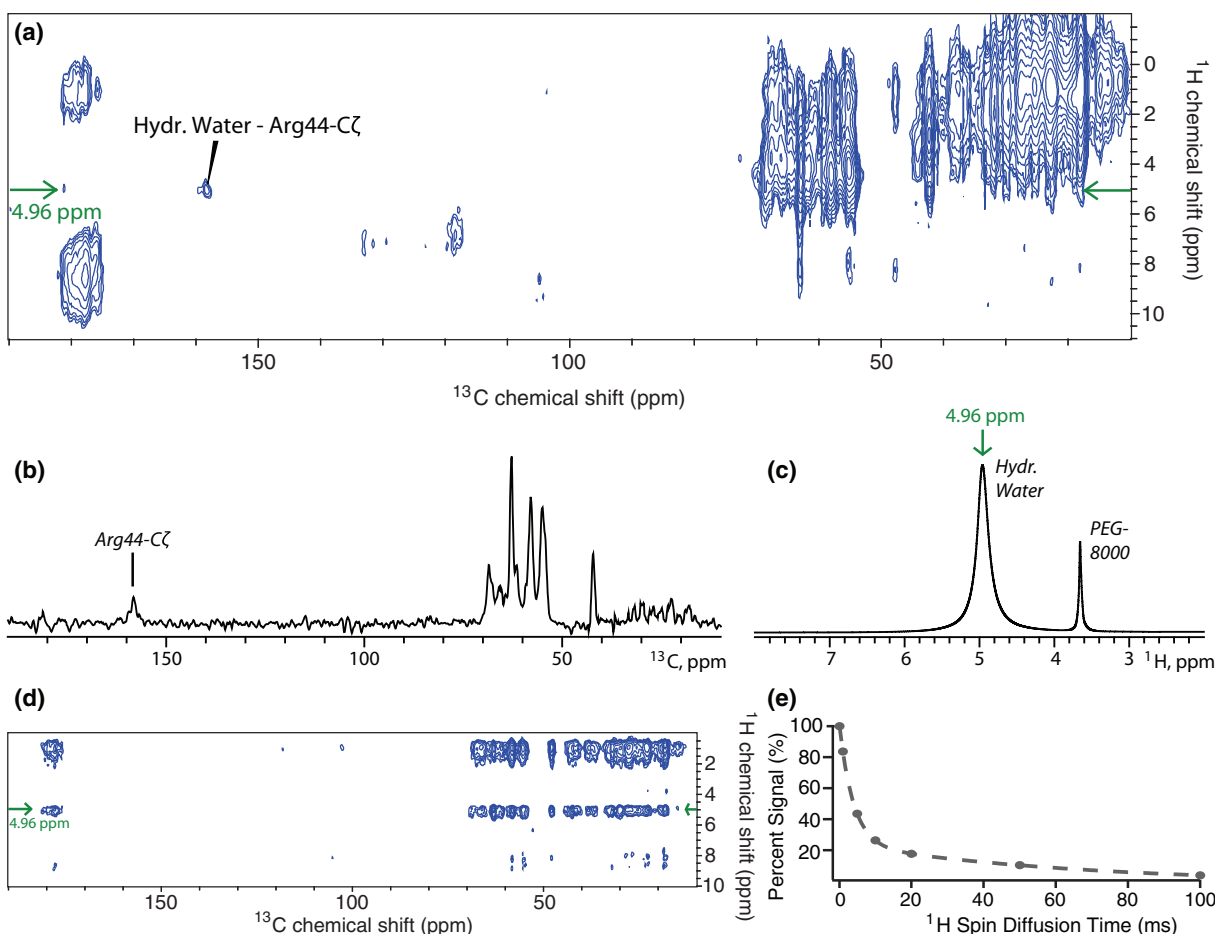 (a)
Hydr. Water - Arg44-Cζ
4.96 ppm
0
2
4
6
8
10
¹H chemical shift (ppm)
150
100
50
¹³C chemical shift (ppm)
(b)
Arg44-Cζ
150
100
50
¹³C, ppm
(c)
4.96 ppm
Hydr.
Water
PEG-
8000
7
6
5
4
3
¹H, ppm
(d)
4.96 ppm
2
4
6
8
10
¹H chemical shift (ppm)
150
100
50
¹³C chemical shift (ppm)
(e)
Percent Signal (%)
100
80
60
40
20
0
20
40
60
80
100
¹H Spin Diffusion Time (ms)